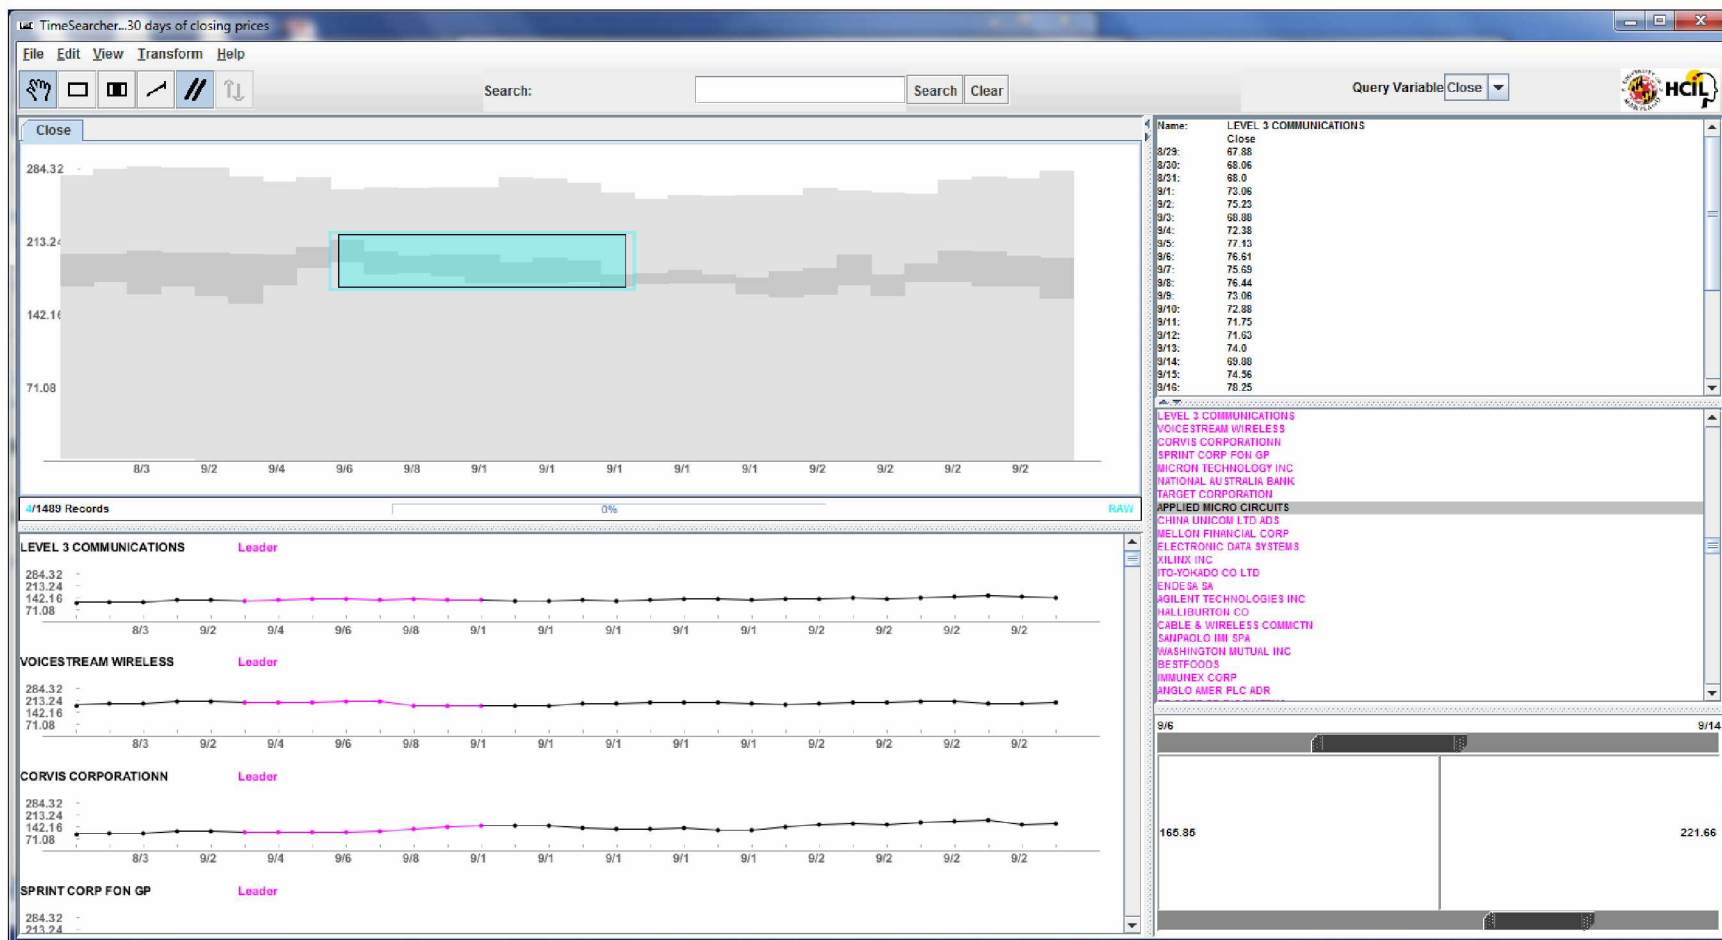 TimeSearcher...30 days of closing prices
File Edit View Transform Help
Search: Search Clear
Query Variable Close
UNIVERSITY OF MARYLAND
HCIL
Close
284.32
213.24
142.16
71.08
8/3 9/2 9/4 9/6 9/8 9/1 9/1 9/1 9/1 9/1 9/2 9/2 9/2 9/2
4/1489 Records 0% RAW
LEVEL 3 COMMUNICATIONS Leader
284.32
213.24
142.16
71.08
8/3 9/2 9/4 9/6 9/8 9/1 9/1 9/1 9/1 9/1 9/2 9/2 9/2 9/2
VOICESTREAM WIRELESS Leader
284.32
213.24
142.16
71.08
8/3 9/2 9/4 9/6 9/8 9/1 9/1 9/1 9/1 9/1 9/2 9/2 9/2 9/2
CORVIS CORPORATIONN Leader
284.32
213.24
142.16
71.08
8/3 9/2 9/4 9/6 9/8 9/1 9/1 9/1 9/1 9/1 9/2 9/2 9/2 9/2
SPRINT CORP FON GP Leader
284.32
213.24
Name: LEVEL 3 COMMUNICATIONS
Close
8/29: 67.88
8/30: 68.06
8/31: 68.0
9/1: 73.06
9/2: 75.23
9/3: 68.88
9/4: 72.38
9/5: 77.13
9/6: 76.61
9/7: 75.69
9/8: 76.44
9/9: 73.06
9/10: 72.88
9/11: 71.75
9/12: 71.63
9/13: 74.0
9/14: 69.88
9/15: 74.56
9/16: 78.25
LEVEL 3 COMMUNICATIONS
VOICESTREAM WIRELESS
CORVIS CORPORATIONN
SPRINT CORP FON GP
MICRON TECHNOLOGY INC
NATIONAL AUSTRALIA BANK
TARGET CORPORATION
APPLIED MICRO CIRCUITS
CHINA UNICOM LTD ADS
MELLON FINANCIAL CORP
ELECTRONIC DATA SYSTEMS
XILINX INC
ITO-YOKADO CO LTD
ENDESA SA
AGILENT TECHNOLOGIES INC
HALLIBURTON CO
CABLE & WIRELESS COMMCTN
SANPAOLO IMI SPA
WASHINGTON MUTUAL INC
BESTFOODS
IMMUNEX CORP
ANGLO AMER PLC ADR
9/6 9/14
165.85 221.66